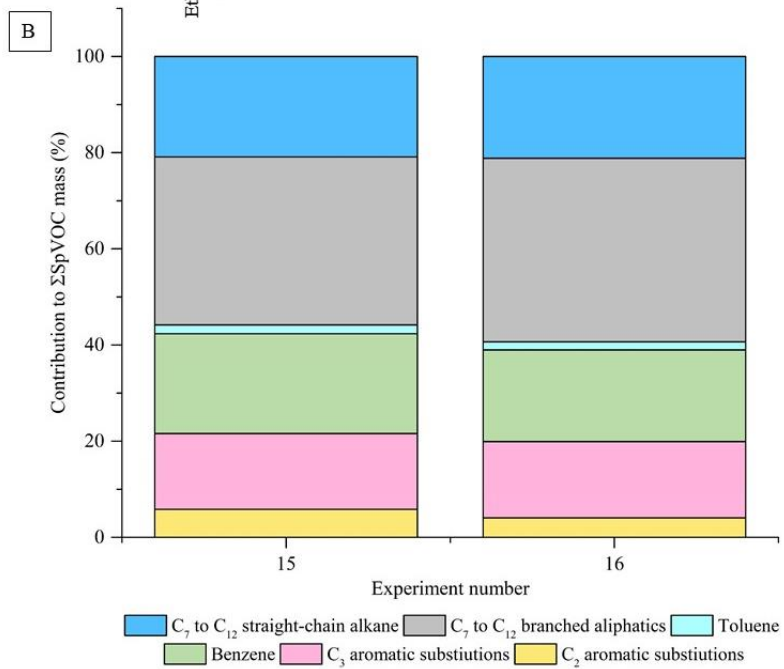 Et
B
Contribution to ΣSpVOC mass (%)
100
80
60
40
20
0
15
16
Experiment number
C₇ to C₁₂ straight-chain alkane
C₇ to C₁₂ branched aliphatics
Toluene
Benzene
C₃ aromatic substiutions
C₂ aromatic substiutions